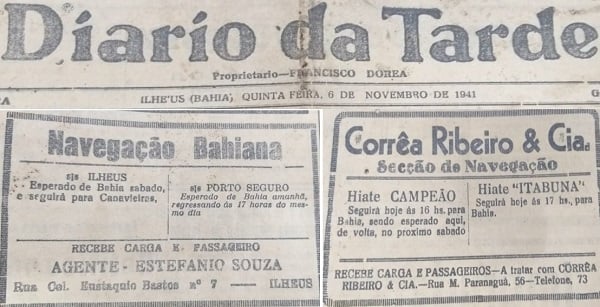 Diario da Tarde
Proprietario—FRANCISCO DOREA
ILHEUS (BAHIA) QUINTA FEIRA, 6 DE NOVEMBRO DE 1941
Navegação Bahiana
s|s ILHEUS
Esperado de Bahia sabado,
e seguirá para Canavieiras.
s|s PORTO SEGURO
Esperado de Bahia amanhã,
regressando ás 17 horas do mes-
mo dia
RECEBE CARGA E PASSAGEIRO
AGENTE - ESTEFANIO SOUZA
Rua Cel. Eustaquio Bastos nº 7 — ILHEUS
Corrêa Ribeiro & Cia.
Secção de Navegação
Hiate CAMPEÃO
Seguirá hoje ás 16 hs. para
Bahia, sendo esperado aqui,
de volta, no proximo sabado
Hiate "ITABUNA"
Seguirá hoje ás 17 hs., para
Bahia.
RECEBE CARGA E PASSAGEIROS—A tratar com CORRÊA
RIBEIRO & CIA.—Rua M. Paranaguá, 56—Telefone, 73